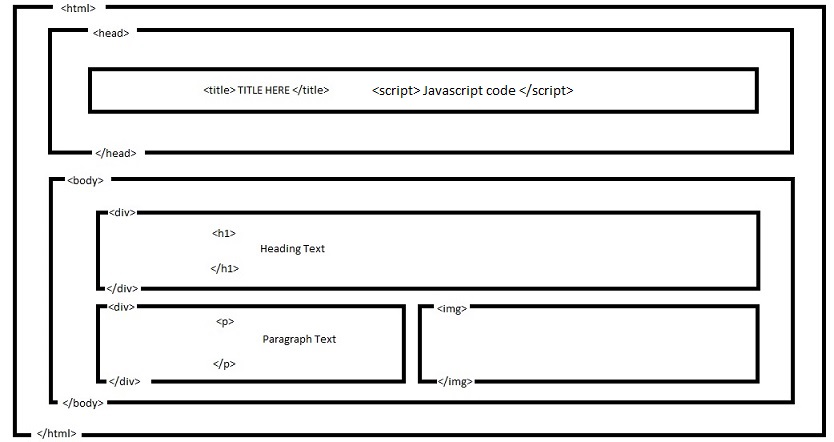 <html>
<head>
<title> TITLE HERE </title> <script> Javascript code </script>
</head>
<body>
<div>
<h1>
Heading Text
</h1>
</div>
<div> <img>
<p>
Paragraph Text
</p>
</div> </img>
</body>
</html>